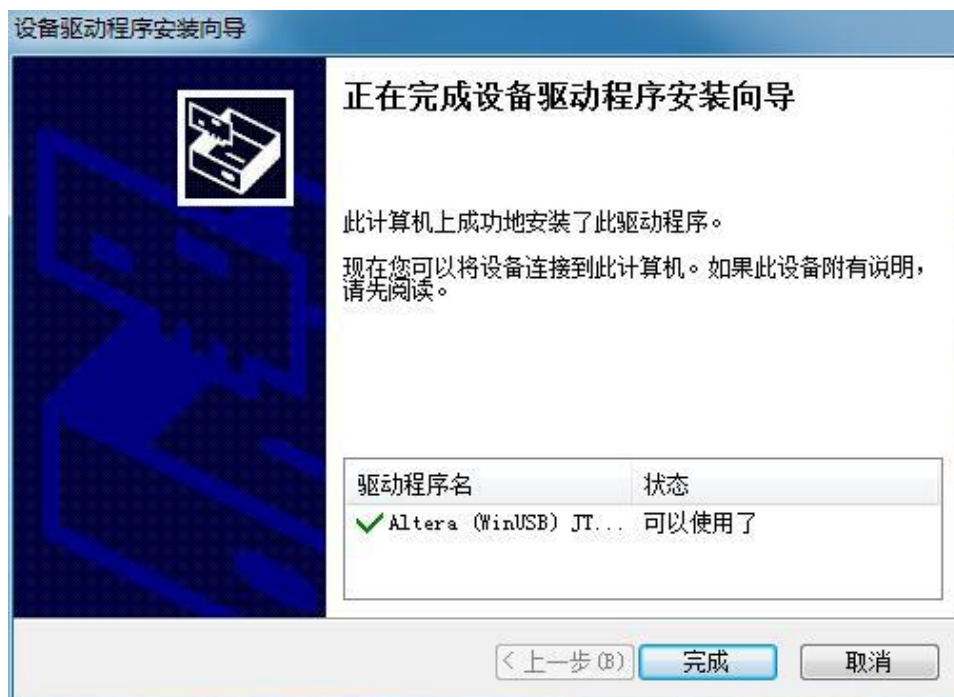 设备驱动程序安装向导
正在完成设备驱动程序安装向导
此计算机上成功地安装了此驱动程序。
现在您可以将设备连接到此计算机。如果此设备附有说明，
请先阅读。
驱动程序名 状态
Altera (WinUSB) JT... 可以使用了
< 上一步(B) 完成 取消